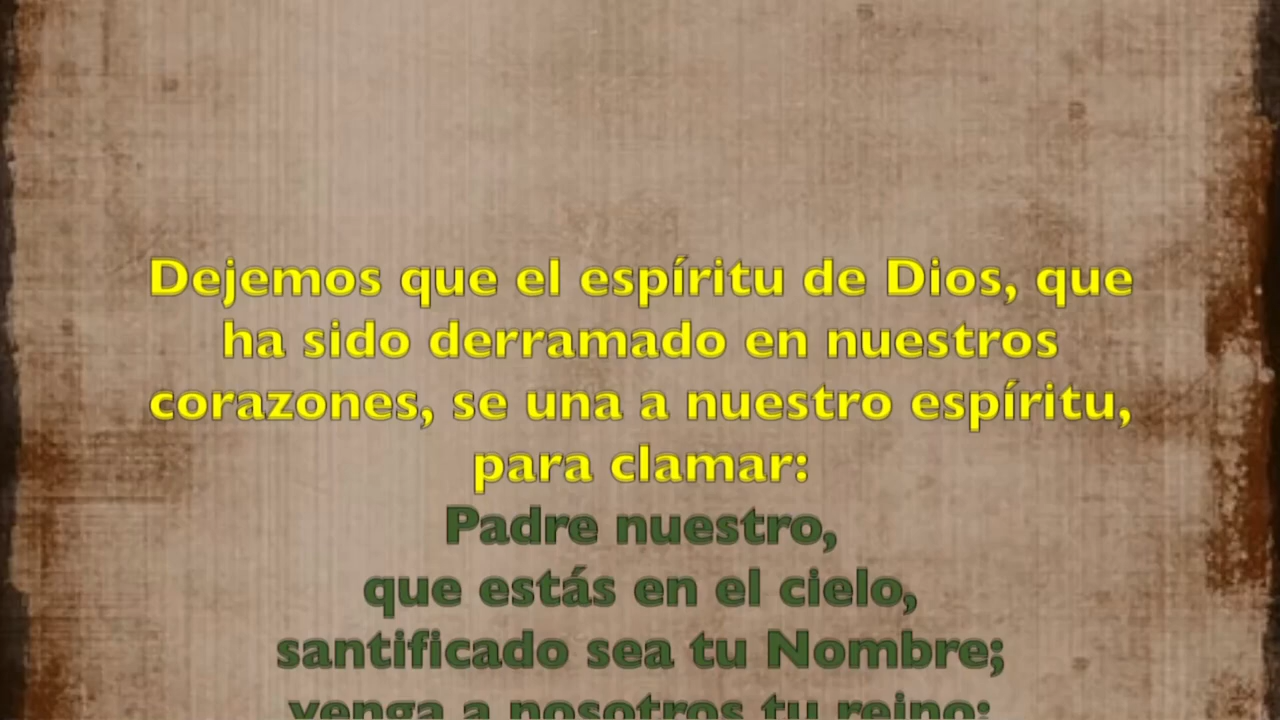 Dejemos que el espíritu de Dios, que
ha sido derramado en nuestros
corazones, se una a nuestro espíritu,
para clamar:
Padre nuestro,
que estás en el cielo,
santificado sea tu Nombre;
venga a nosotros tu reino;